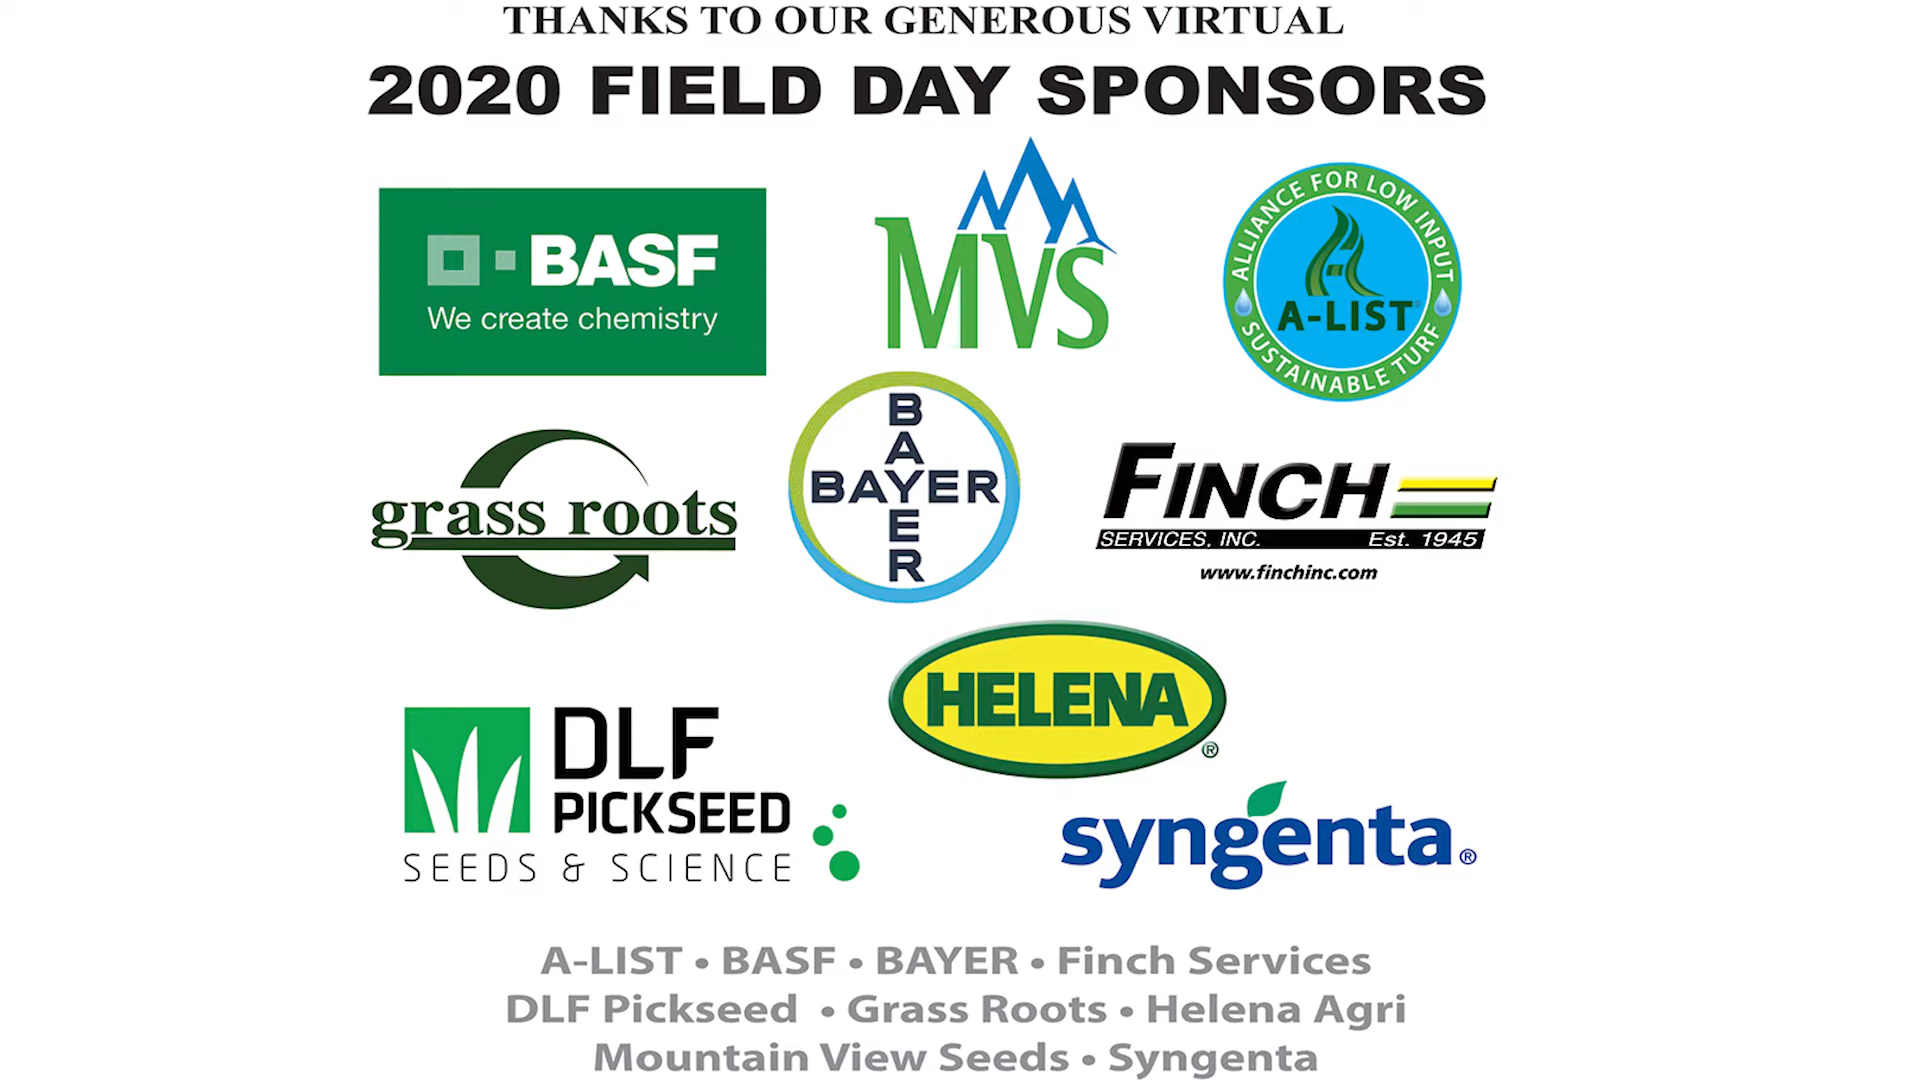 THANKS TO OUR GENEROUS VIRTUAL
2020 FIELD DAY SPONSORS
BASF
We create chemistry
MVS
ALLIANCE FOR LOW INPUT
A-LIST
SUSTAINABLE TURF
grass roots
BAYER
BAYER
FINCH
SERVICES, INC. Est. 1945
www.finchinc.com
HELENA®
DLF
PICKSEED
SEEDS & SCIENCE
syngenta®
A-LIST • BASF • BAYER • Finch Services
DLF Pickseed • Grass Roots • Helena Agri
Mountain View Seeds • Syngenta